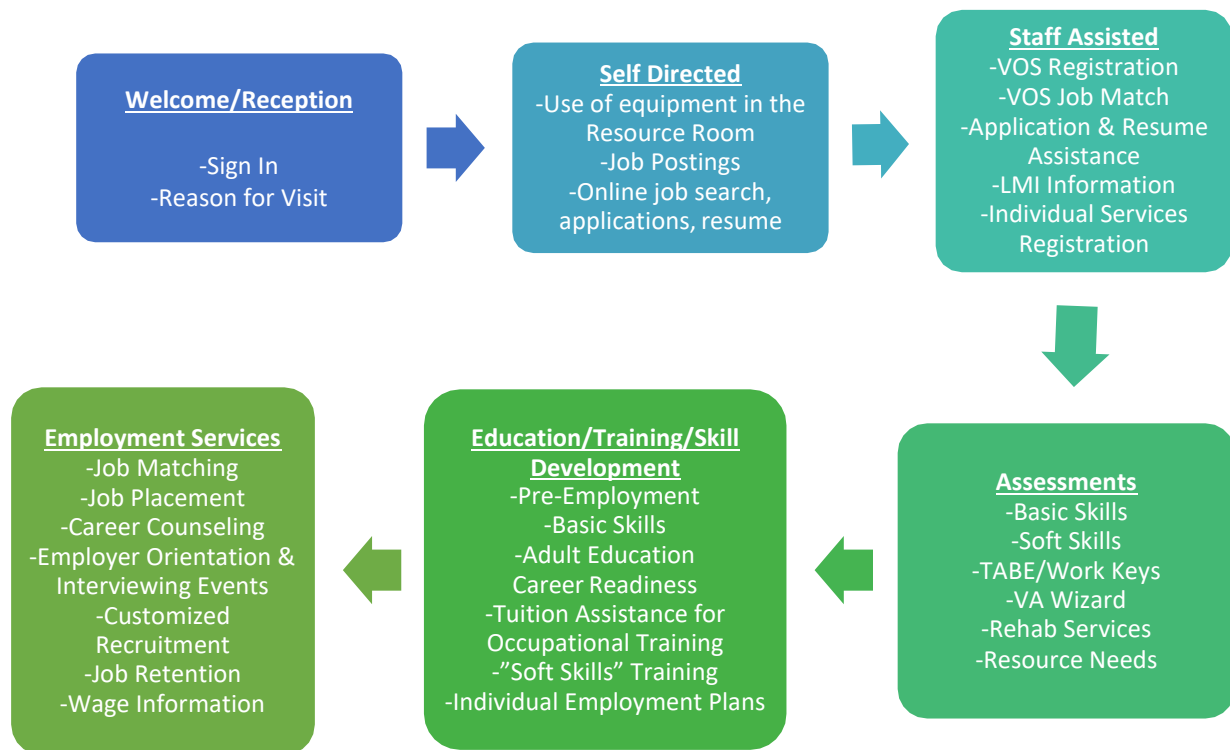 Welcome/Reception
-Sign In
-Reason for Visit
Self Directed
-Use of equipment in the
Resource Room
-Job Postings
-Online job search,
applications, resume
Staff Assisted
-VOS Registration
-VOS Job Match
-Application & Resume
Assistance
-LMI Information
-Individual Services
Registration
Assessments
-Basic Skills
-Soft Skills
-TABE/Work Keys
-VA Wizard
-Rehab Services
-Resource Needs
Education/Training/Skill
Development
-Pre-Employment
-Basic Skills
-Adult Education
Career Readiness
-Tuition Assistance for
Occupational Training
-”Soft Skills” Training
-Individual Employment Plans
Employment Services
-Job Matching
-Job Placement
-Career Counseling
-Employer Orientation &
Interviewing Events
-Customized
Recruitment
-Job Retention
-Wage Information